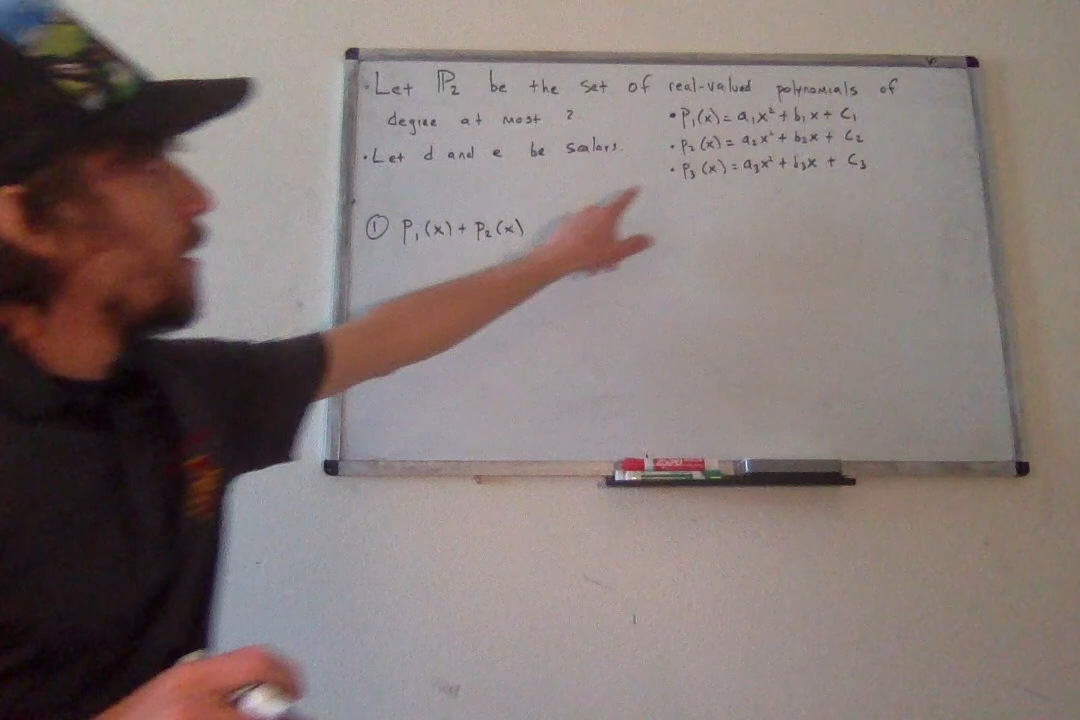 • Let ℙ₂ be the set of real-valued polynomials of
degree at most 2
• Let d and e be scalars.
• P₁(x) = a₁x² + b₁x + C₁
• P₂(x) = a₂x² + b₂x + C₂
• P₃(x) = a₃x² + b₃x + C₃
① P₁(x) + P₂(x)